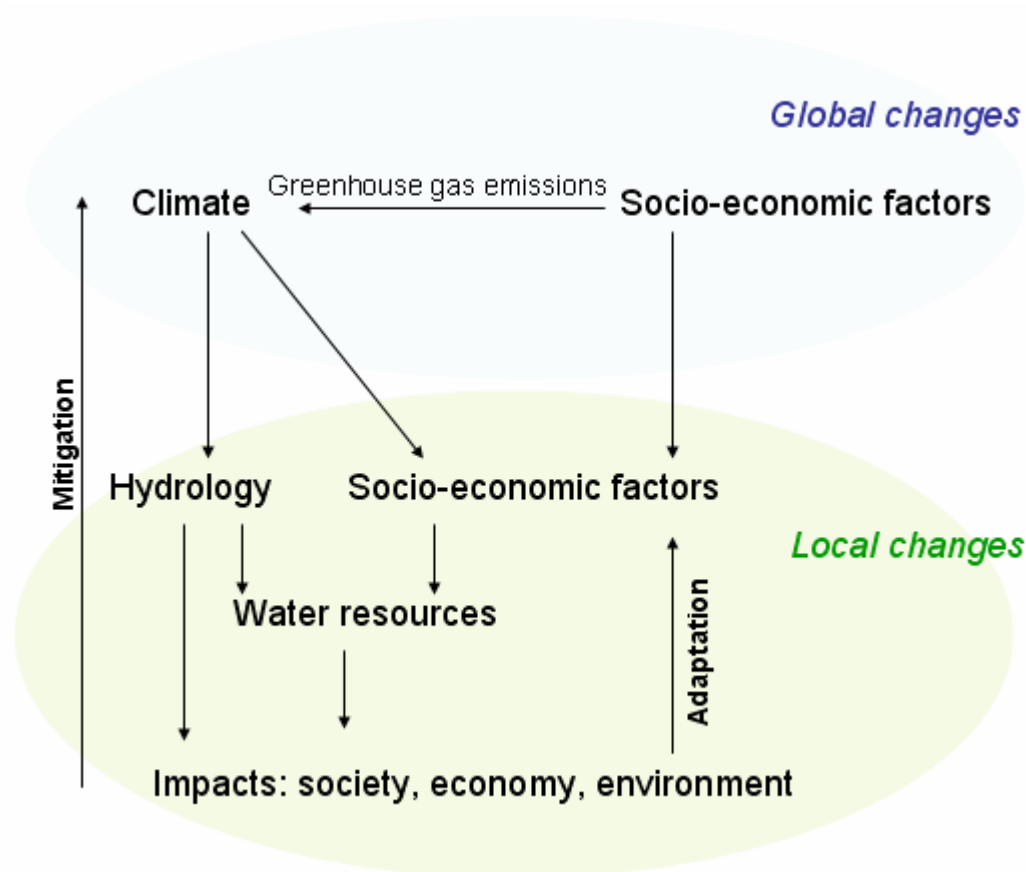 Global changes
Greenhouse gas emissions
Climate
Socio-economic factors
Mitigation
Hydrology
Socio-economic factors
Local changes
Water resources
Adaptation
Impacts: society, economy, environment